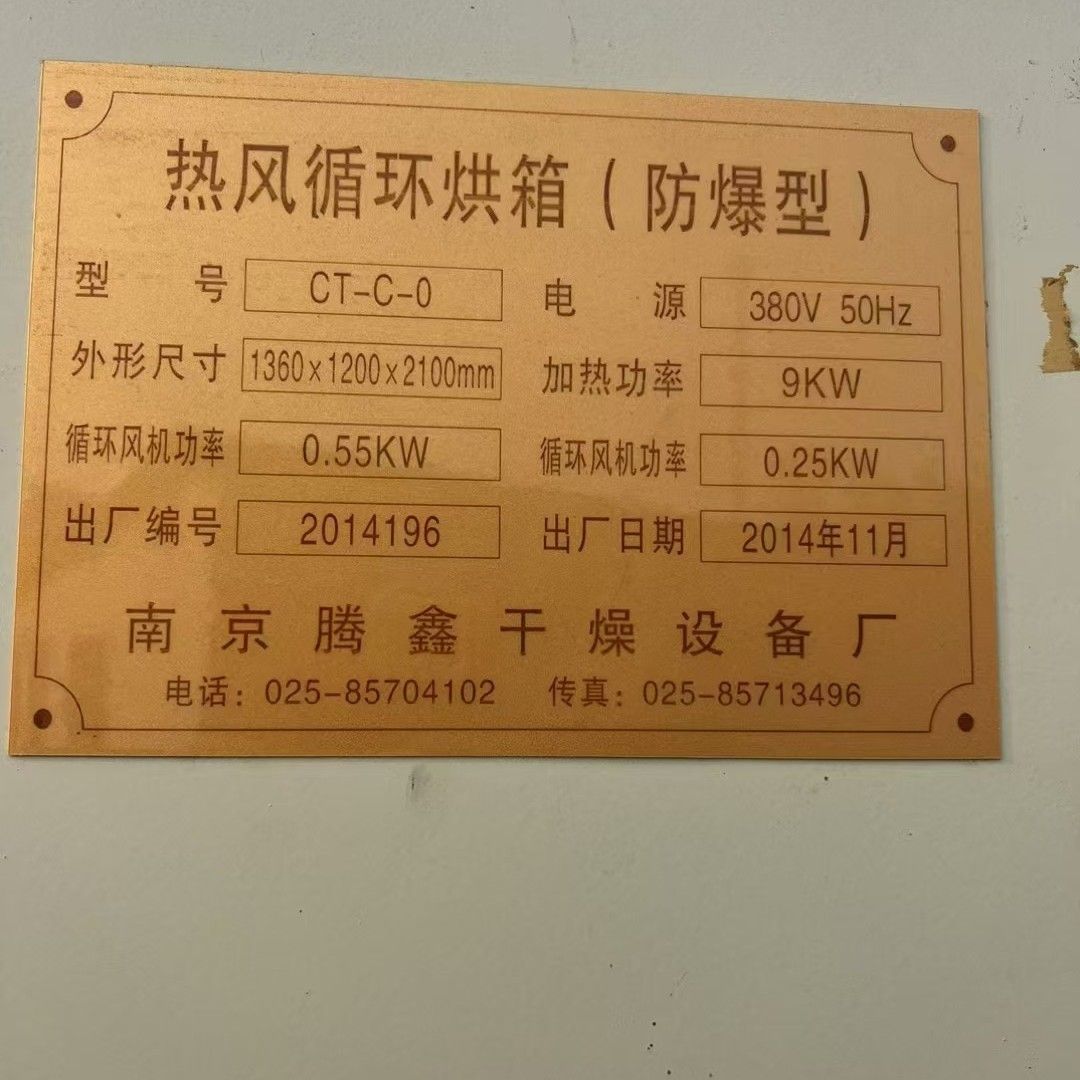 热风循环烘箱(防爆型)
型 号 CT-C-0 电 源 380V 50Hz
外形尺寸 1360×1200×2100mm 加热功率 9KW
循环风机功率 0.55KW 循环风机功率 0.25KW
出厂编号 2014196 出厂日期 2014年11月
南京腾鑫干燥设备厂
电话：025-85704102 传真：025-85713496